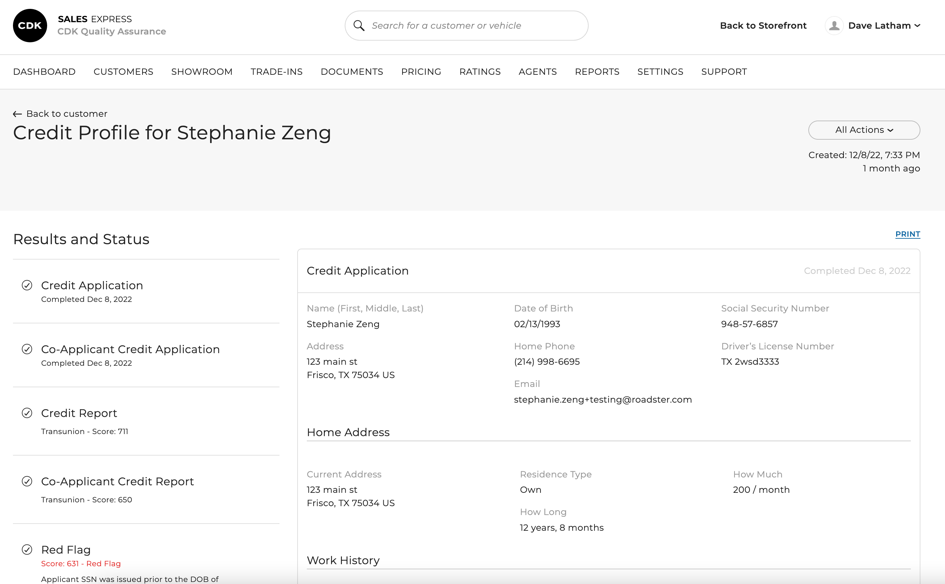 CDK
SALES EXPRESS
CDK Quality Assurance
Search for a customer or vehicle
Back to Storefront
Dave Latham
DASHBOARD CUSTOMERS SHOWROOM TRADE-INS DOCUMENTS PRICING RATINGS AGENTS REPORTS SETTINGS SUPPORT
Back to customer
Credit Profile for Stephanie Zeng
All Actions
Created: 12/8/22, 7:33 PM
1 month ago
Results and Status
PRINT
Credit Application
Completed Dec 8, 2022
Co-Applicant Credit Application
Completed Dec 8, 2022
Credit Report
Transunion - Score: 711
Co-Applicant Credit Report
Transunion - Score: 650
Red Flag
Score: 631 - Red Flag
Applicant SSN was issued prior to the DOB of
Credit Application
Completed Dec 8, 2022
Name (First, Middle, Last)
Stephanie Zeng
Date of Birth
02/13/1993
Social Security Number
948-57-6857
Address
123 main st
Frisco, TX 75034 US
Home Phone
(214) 998-6695
Driver's License Number
TX 2wsd3333
Email
stephanie.zeng+testing@roadster.com
Home Address
Current Address
123 main st
Frisco, TX 75034 US
Residence Type
Own
How Much
200 / month
How Long
12 years, 8 months
Work History